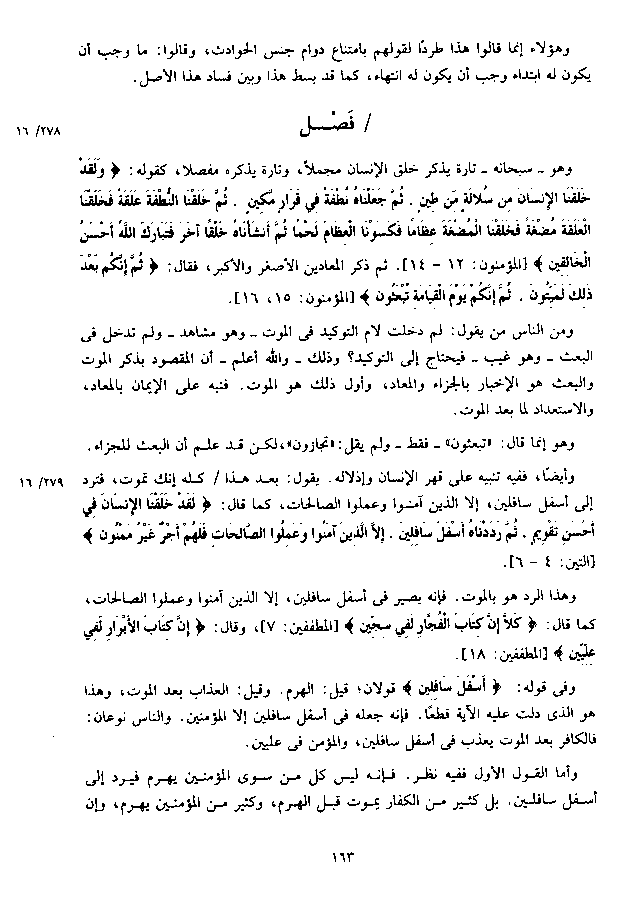 وهؤلاء إنما قالوا هذا طردًا لقولهم بامتناع دوام جنس الحوادث، وقالوا: ما وجب أن
يكون له ابتداء وجب أن يكون له انتهاء، كما قد بسط هذا وبين فساد هذا الأصل.
/ فَصْـــل
١٦/ ٢٧٨
وهو ـ سبحانه ـ تارة يذكر خلق الإنسان مجملاً، وتارة يذكره مفصلا، كقوله: ﴿ وَلَقَدْ
خَلَقْنَا الإِنسَانَ مِن سُلالَةٍ مِّن طِينٍ . ثُمَّ جَعَلْنَاهُ نُطْفَةً فِي قَرَارٍ مَّكِينٍ . ثُمَّ خَلَقْنَا النُّطْفَةَ عَلَقَةً فَخَلَقْنَا
الْعَلَقَةَ مُضْغَةً فَخَلَقْنَا الْمُضْغَةَ عِظَامًا فَكَسَوْنَا الْعِظَامَ لَحْمًا ثُمَّ أَنشَأْنَاهُ خَلْقًا آخَرَ فَتَبَارَكَ اللَّهُ أَحْسَنُ
الْخَالِقِينَ ﴾ [المؤمنون: ١٢ – ١٤]. ثم ذكر المعادين الأصغر والأكبر، فقال: ﴿ ثُمَّ إِنَّكُم بَعْدَ
ذَلِكَ لَمَيِّتُونَ . ثُمَّ إِنَّكُمْ يَوْمَ الْقِيَامَةِ تُبْعَثُونَ ﴾ [المؤمنون: ١٥، ١٦].
ومن الناس من يقول: لم دخلت لام التوكيد فى الموت ـ وهو مشاهد ـ ولم تدخل فى
البعث ـ وهو غيب ـ فيحتاج إلى التوكيد؟ وذلك ـ والله أعلم ـ أن المقصود بذكر الموت
والبعث هو الإخبار بالجزاء والمعاد، وأول ذلك هو الموت. فنبه على الإيمان بالمعاد،
والاستعداد لما بعد الموت.
وهو إنما قال: «تبعثون» ـ فقط ـ ولم يقل: «تجازون»،لكن قد علم أن البعث للجزاء.
وأيضًا، ففيه تنبيه على قهر الإنسان وإذلاله. يقول: بعد هذا / كله إنك تموت، فترد
١٦/ ٢٧٩
إلى أسفل سافلين، إلا الذين آمنوا وعملوا الصالحات، كما قال: ﴿ لَقَدْ خَلَقْنَا الإِنسَانَ فِي
أَحْسَنِ تَقْوِيمٍ . ثُمَّ رَدَدْنَاهُ أَسْفَلَ سَافِلِينَ . إِلاَّ الَّذِينَ آمَنُوا وَعَمِلُوا الصَّالِحَاتِ فَلَهُمْ أَجْرٌ غَيْرُ مَمْنُونٍ ﴾
[التين: ٤ – ٦].
وهذا الرد هو بالموت. فإنه يصير فى أسفل سافلين، إلا الذين آمنوا وعملوا الصالحات،
كما قال: ﴿ كَلاَّ إِنَّ كِتَابَ الْفُجَّارِ لَفِي سِجِّينٍ ﴾ [المطففين: ٧]، وقال: ﴿ إِنَّ كِتَابَ الأَبْرَارِ لَفِي
عِلِّيِّينَ ﴾ [المطففين: ١٨].
وفى قوله: ﴿ أَسْفَلَ سَافِلِينَ ﴾ قولان؛ قيل: الهرم. وقيل: العذاب بعد الموت، وهذا
هو الذى دلت عليه الآية قطعًا. فإنه جعله فى أسفل سافلين إلا المؤمنين. والناس نوعان:
فالكافر بعد الموت يعذب فى أسفل سافلين، والمؤمن فى عليين.
وأما القول الأول ففيه نظر. فإنه ليس كل من سوى المؤمنين يهرم فيرد إلى
أسفل سافلين. بل كثير من الكفار يموت قبل الهرم، وكثير من المؤمنين يهرم، وإن
١٦٣